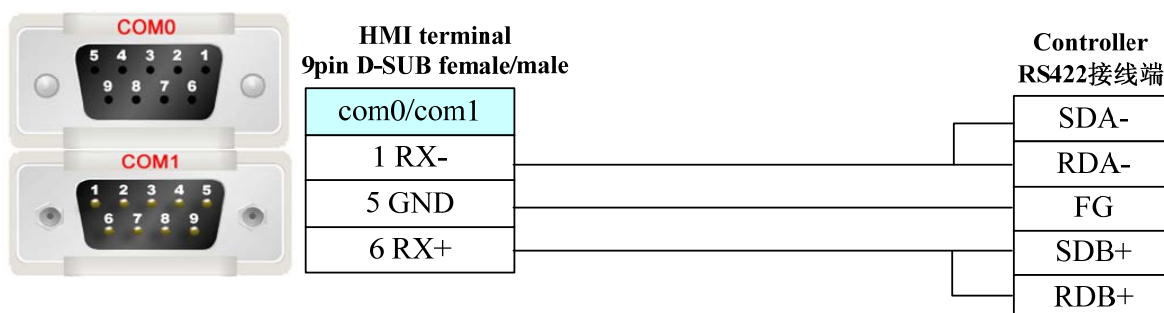 COM0
5 4 3 2 1
9 8 7 6
COM1
1 2 3 4 5
6 7 8 9
HMI terminal
9pin D-SUB female/male
com0/com1
1 RX-
5 GND
6 RX+
Controller
RS422接线端
SDA-
RDA-
FG
SDB+
RDB+